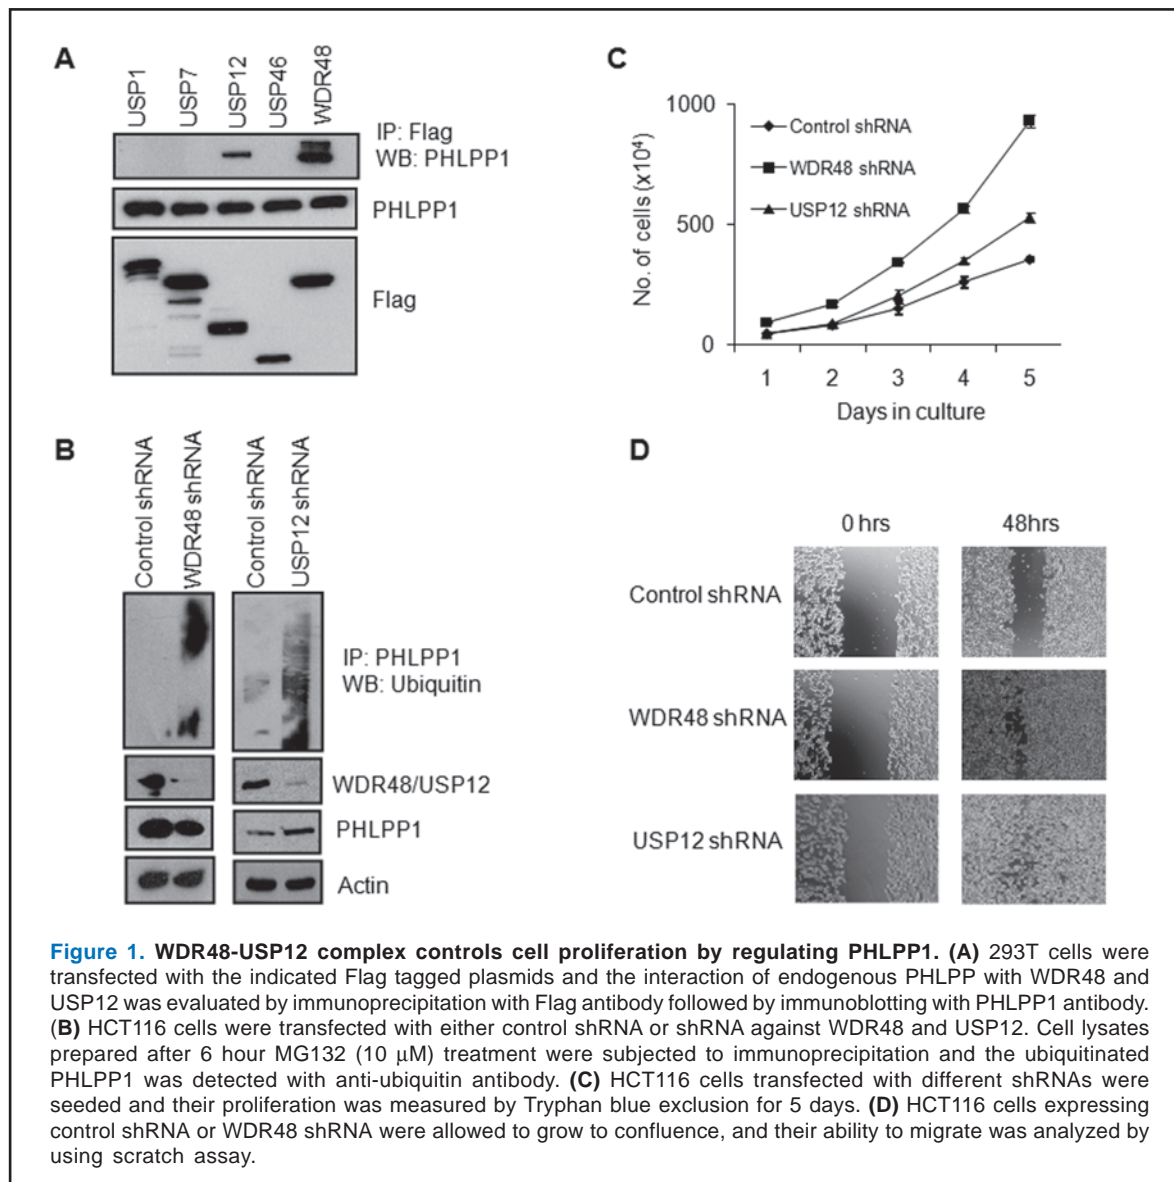 A
USP1
USP7
USP12
USP46
WDR48
IP: Flag
WB: PHLPP1
PHLPP1
Flag
B
Control shRNA
WDR48 shRNA
Control shRNA
USP12 shRNA
IP: PHLPP1
WB: Ubiquitin
WDR48/USP12
PHLPP1
Actin
C
No. of cells (x10⁴)
1000
500
0
Control shRNA
WDR48 shRNA
USP12 shRNA
1 2 3 4 5
Days in culture
D
0 hrs 48hrs
Control shRNA
WDR48 shRNA
USP12 shRNA
Figure 1. WDR48-USP12 complex controls cell proliferation by regulating PHLPP1. (A) 293T cells were
transfected with the indicated Flag tagged plasmids and the interaction of endogenous PHLPP with WDR48 and
USP12 was evaluated by immunoprecipitation with Flag antibody followed by immunoblotting with PHLPP1 antibody.
(B) HCT116 cells were transfected with either control shRNA or shRNA against WDR48 and USP12. Cell lysates
prepared after 6 hour MG132 (10 µM) treatment were subjected to immunoprecipitation and the ubiquitinated
PHLPP1 was detected with anti-ubiquitin antibody. (C) HCT116 cells transfected with different shRNAs were
seeded and their proliferation was measured by Tryphan blue exclusion for 5 days. (D) HCT116 cells expressing
control shRNA or WDR48 shRNA were allowed to grow to confluence, and their ability to migrate was analyzed by
using scratch assay.